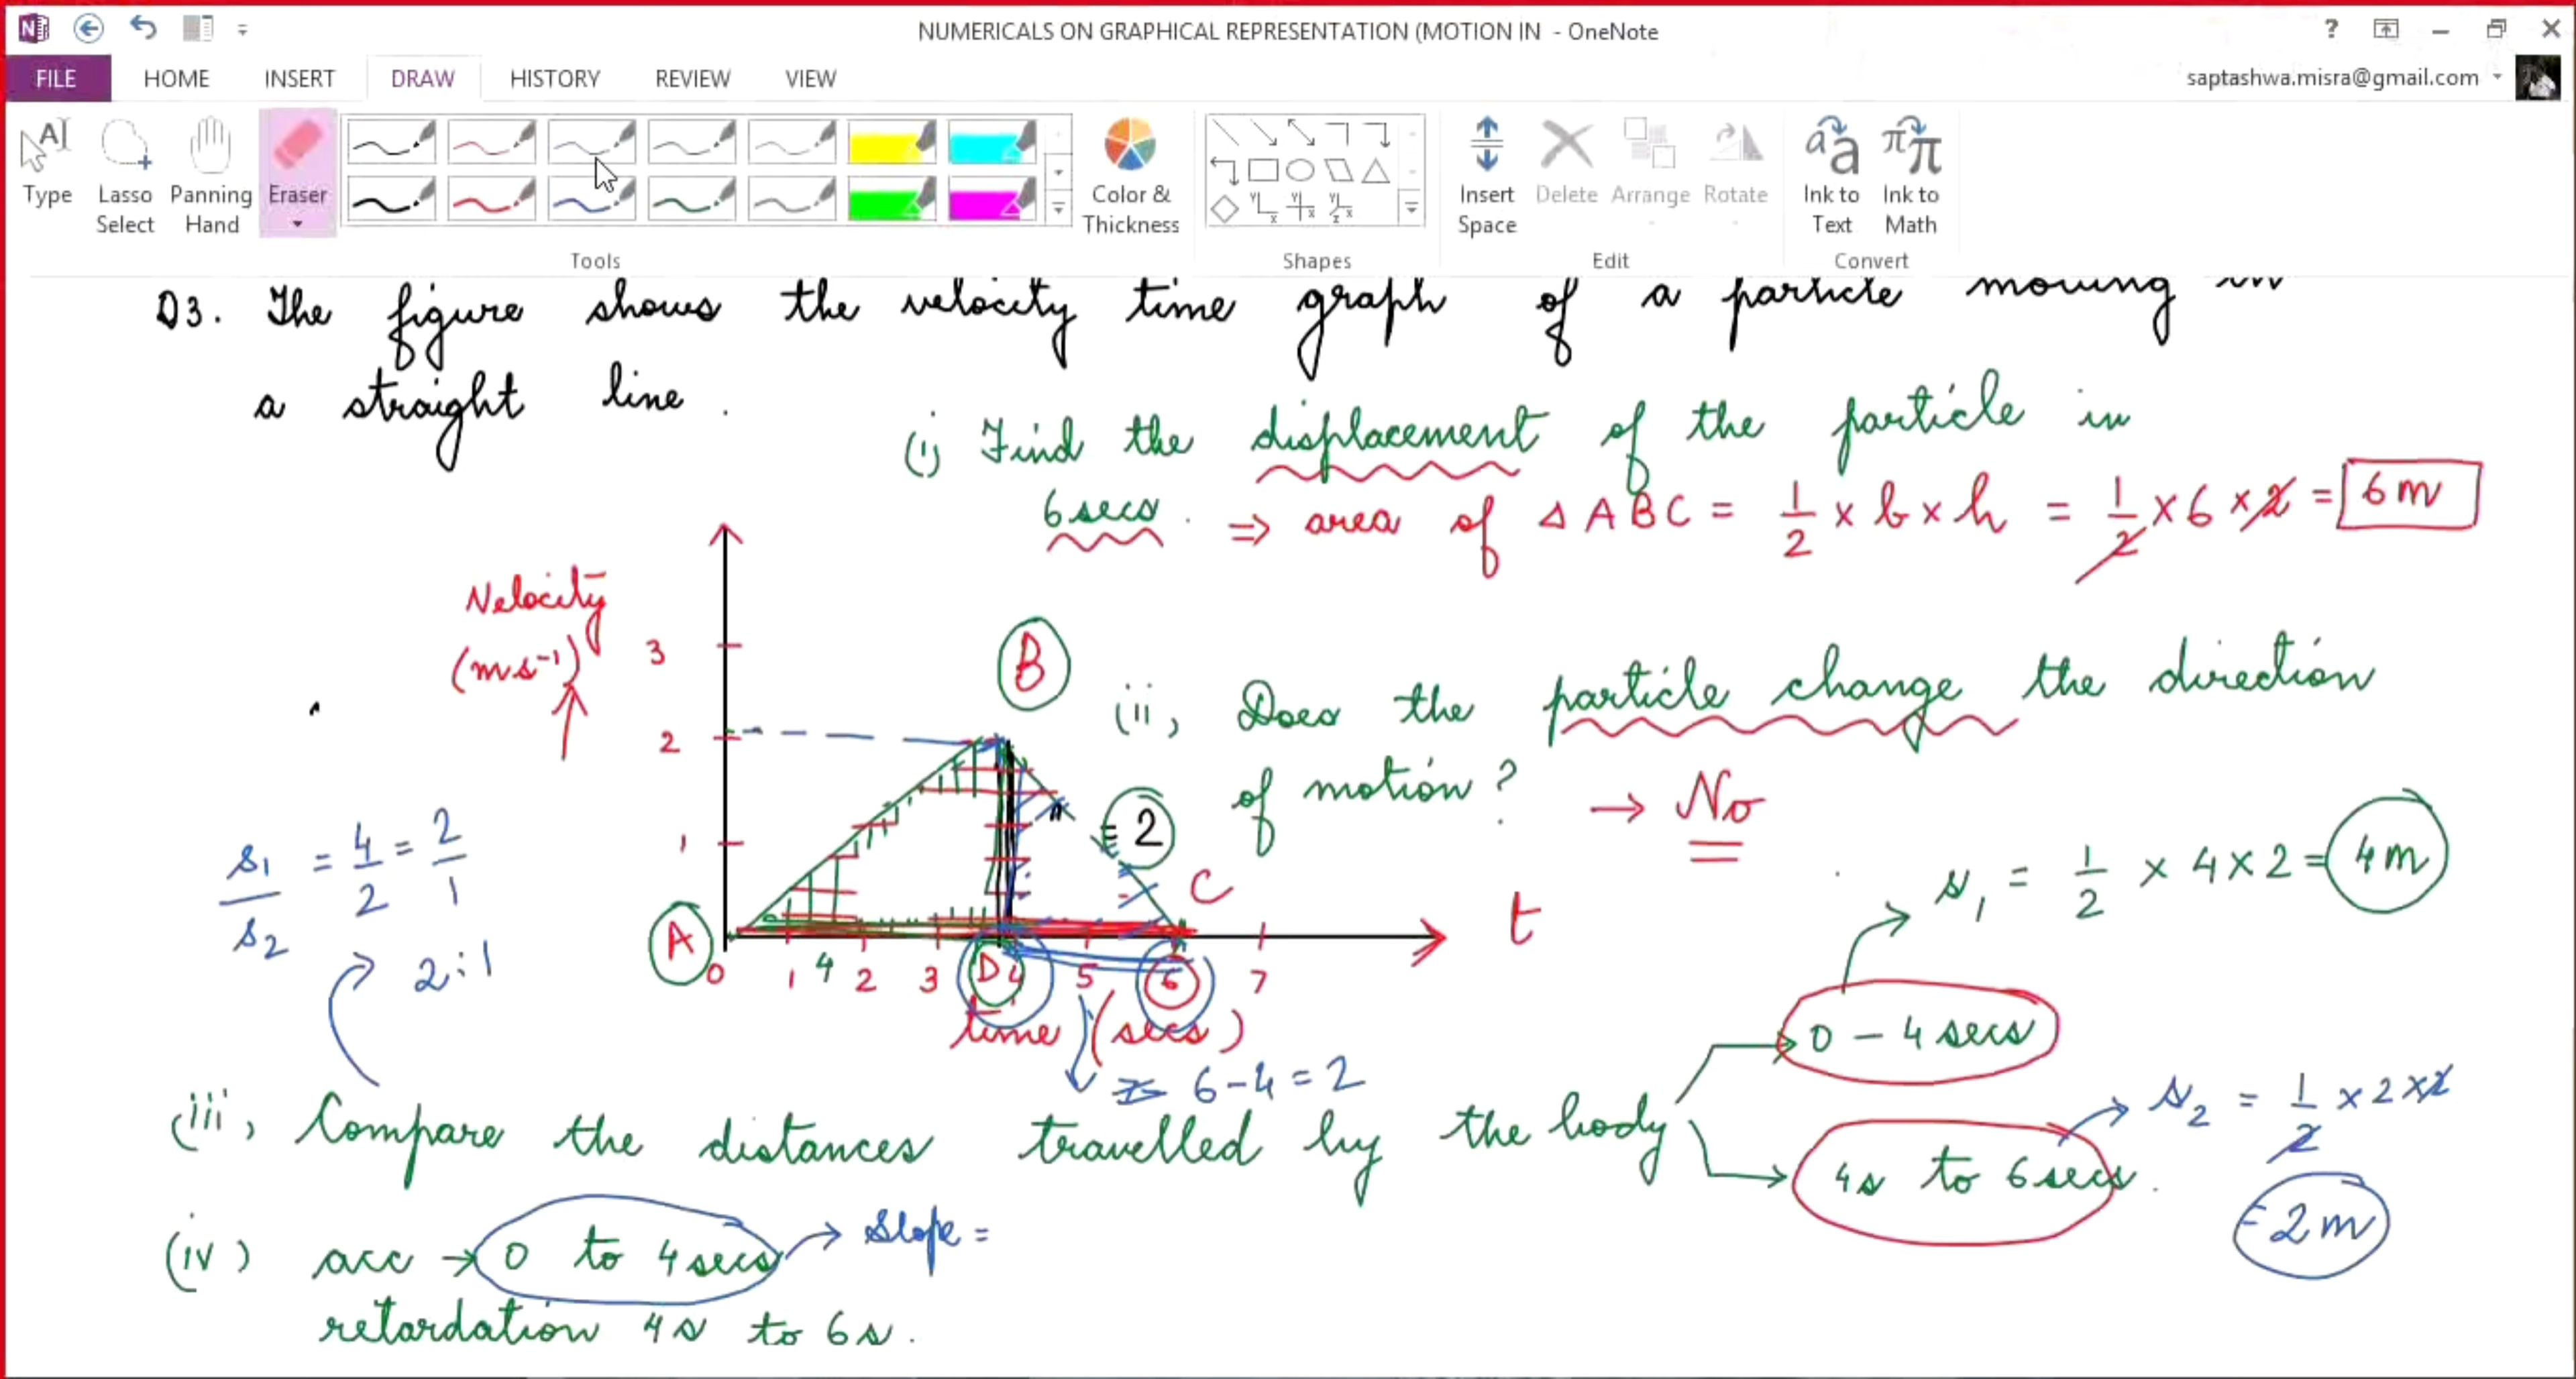 NUMERICALS ON GRAPHICAL REPRESENTATION (MOTION IN - OneNote
?
FILE HOME INSERT DRAW HISTORY REVIEW VIEW
saptashwa.misra@gmail.com
Type
Lasso Select
Panning Hand
Eraser
Color & Thickness
Insert Space
Delete
Arrange
Rotate
Ink to Text
Ink to Math
Tools
Shapes
Edit
Convert
Q3. The figure shows the velocity time graph of a particle moving in
a straight line.
(i) Find the displacement of the particle in
6 secs. ⇒ area of △ ABC = 1/2 × b × h = 1/2 × 6 × 2 = 6 m
Velocity
(ms⁻¹)
3
2
1
B
A
C
D
t
0 1 2 3 4 5 6 7
4
time (secs)
= 2
6-4 = 2
(ii) Does the particle change the direction
of motion? → No
s₁/s₂ = 4/2 = 2/1
2:1
s₁ = 1/2 × 4 × 2 = 4m
0 - 4 secs
(iii) Compare the distances travelled by the body
4s to 6 secs.
s₂ = 1/2 × 2 × 2
= 2m
(iv) acc → 0 to 4 secs → Slope =
retardation 4s to 6s.